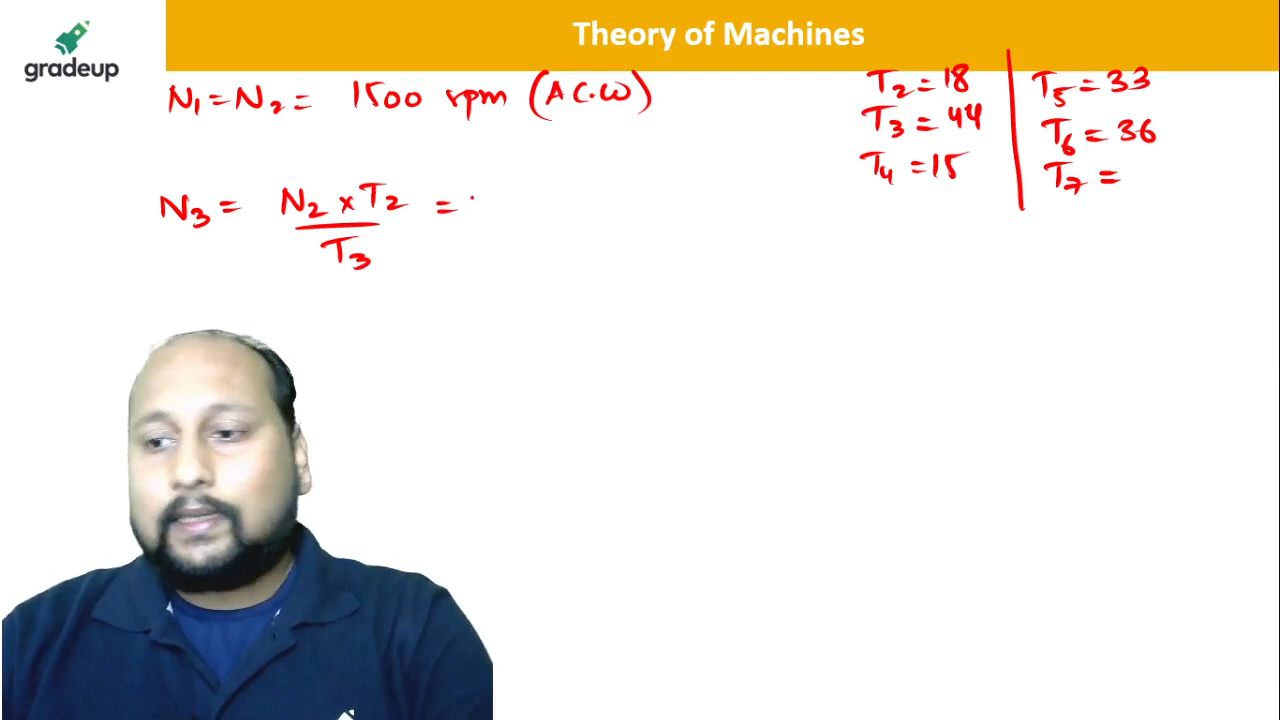 Theory of Machines
gradeup
N1 = N2 = 1500 rpm (A C.W)
T2 = 18
T3 = 44
T4 = 15
T5 = 33
T6 = 36
T7 =
N3 = N2 × T2 / T3 =